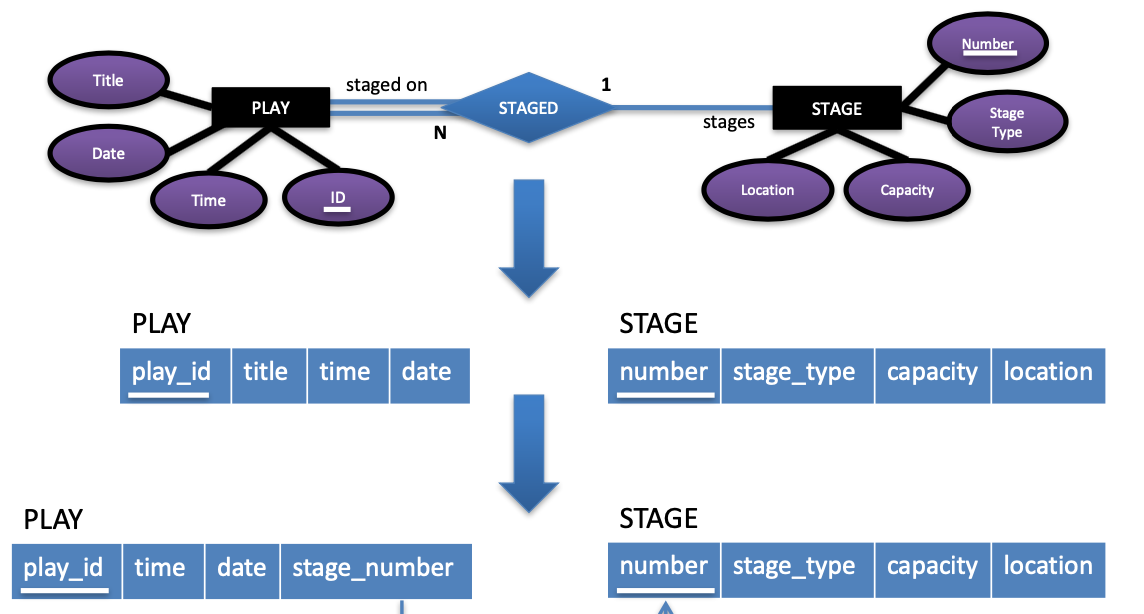 Number
Title
staged on
1
PLAY
STAGED
STAGE
Stage
Type
N
stages
Date
Time
ID
Location
Capacity
PLAY
STAGE
play_id title time date
number stage_type capacity location
PLAY
STAGE
play_id time date stage_number
number stage_type capacity location